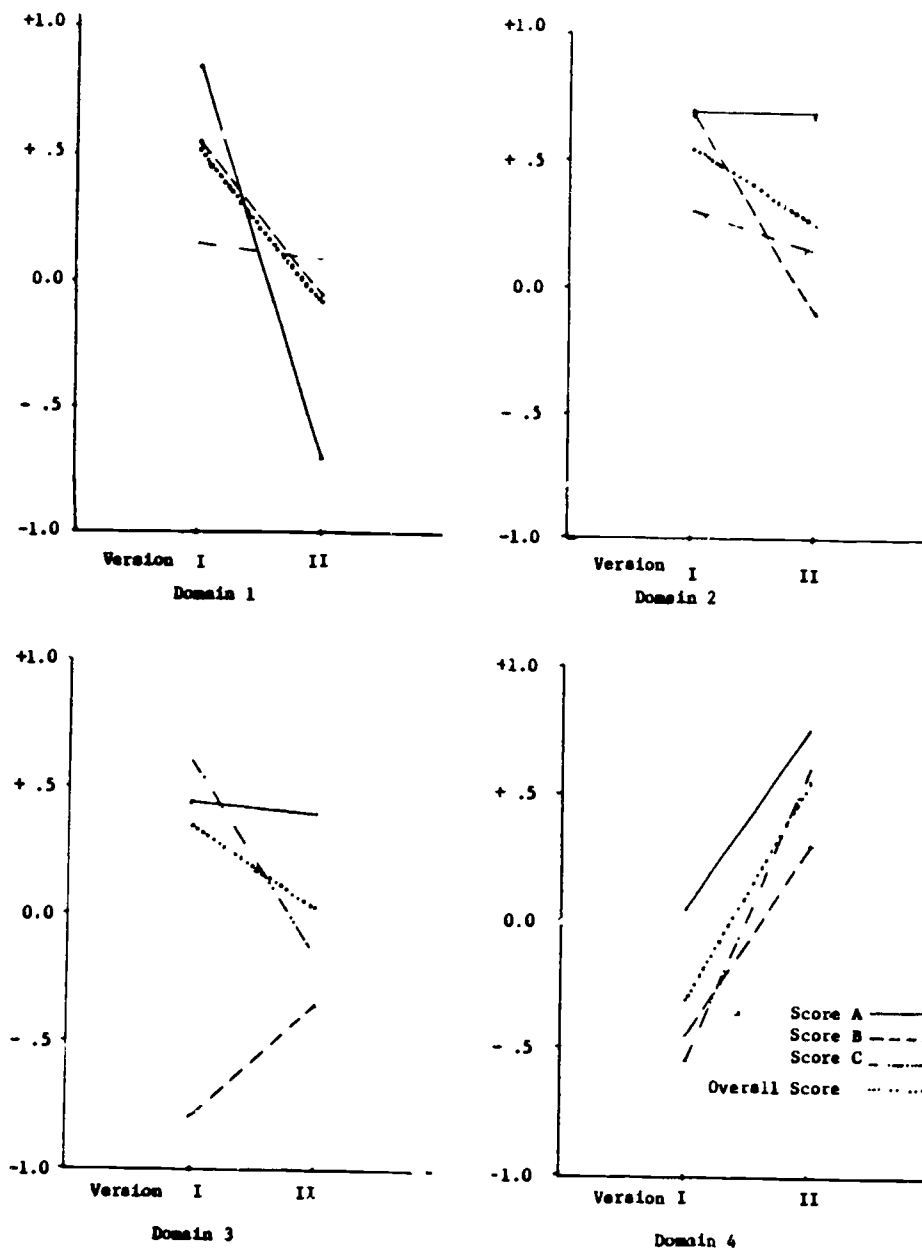 +1.0
+ .5
0.0
- .5
-1.0
Version I II
Domain 1
+1.0
+ .5
0.0
- .5
-1.0
Version I II
Domain 2
+1.0
+ .5
0.0
- .5
-1.0
Version I II
Domain 3
+1.0
+ .5
0.0
- .5
-1.0
Score A
Score B
Score C
Overall Score
Version I II
Domain 4